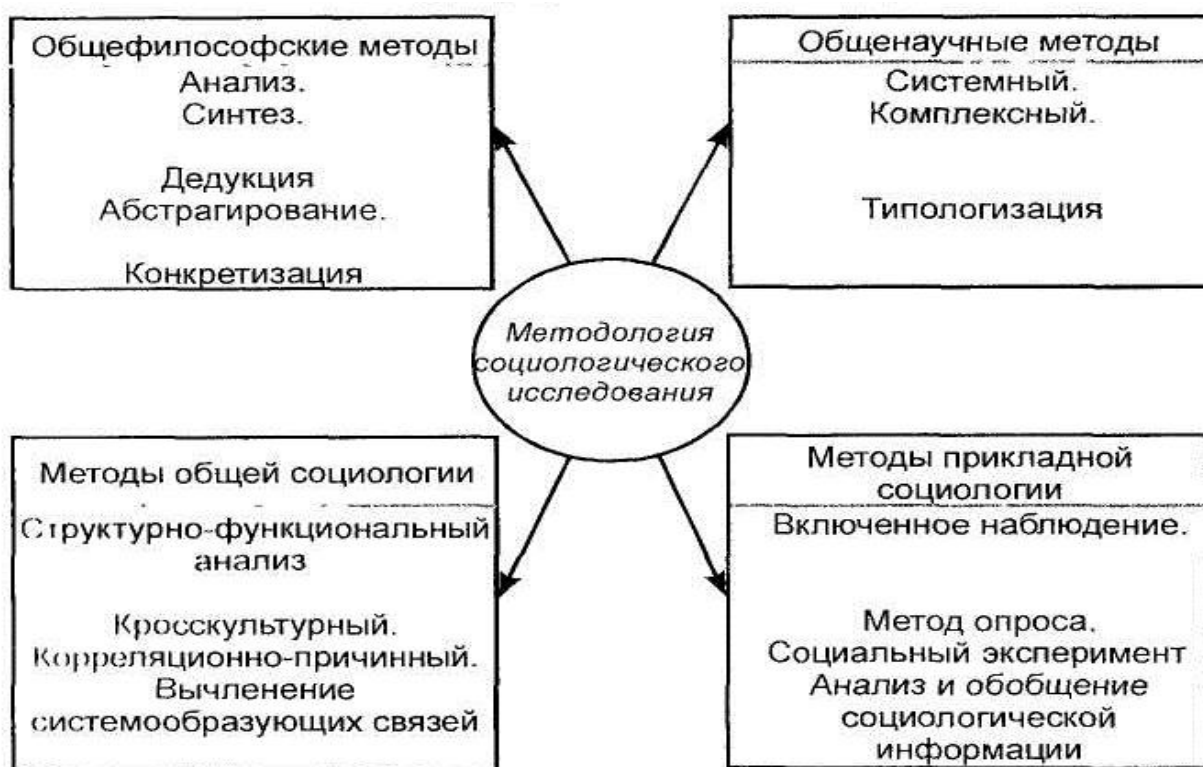 Общефилософские методы
Анализ.
Синтез.
Дедукция
Абстрагирование.
Конкретизация
Общенаучные методы
Системный.
Комплексный.
Типологизация
Методология
социологического
исследования
Методы общей социологии
Структурно-функциональный
анализ
Кросскультурный.
Корреляционно-причинный.
Вычленение
системообразующих связей
Методы прикладной
социологии
Включенное наблюдение.
Метод опроса.
Социальный эксперимент
Анализ и обобщение
социологической
информации